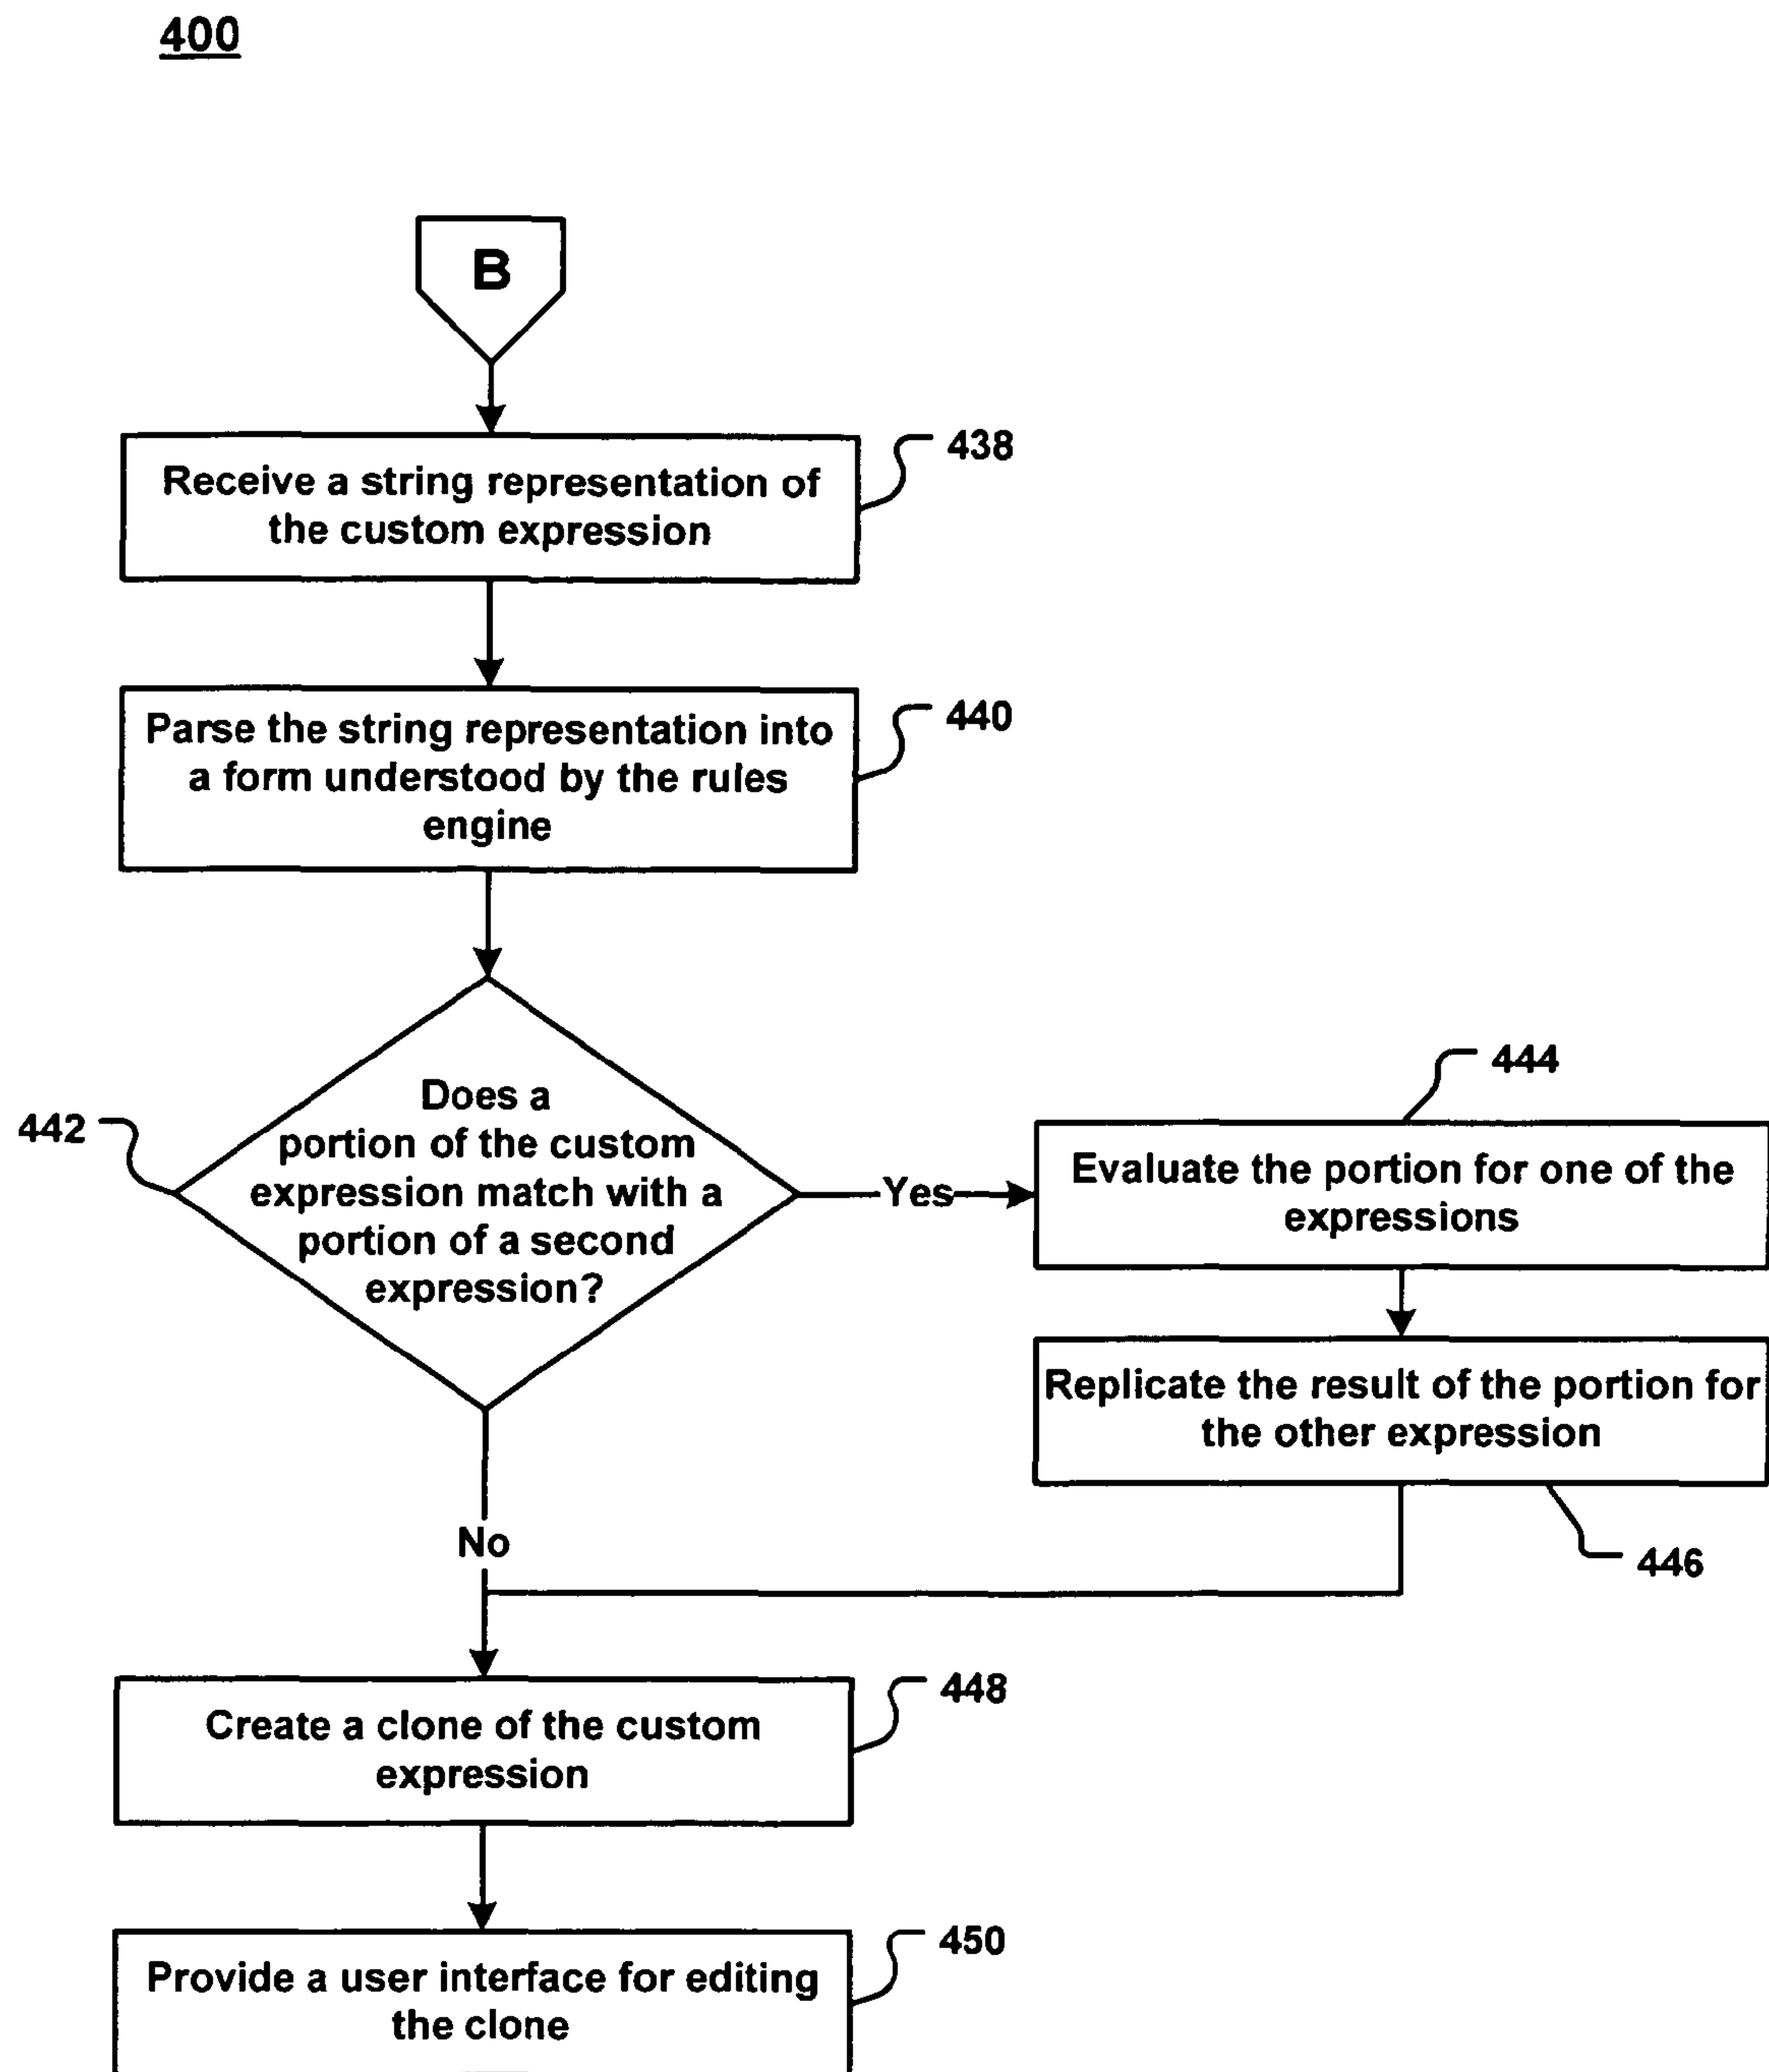 400
B
Receive a string representation of
the custom expression
438
Parse the string representation into
a form understood by the rules
engine
440
Does a
portion of the custom
expression match with a
portion of a second
expression?
442
Yes
444
Evaluate the portion for one of the
expressions
Replicate the result of the portion for
the other expression
446
No
Create a clone of the custom
expression
448
Provide a user interface for editing
the clone
450